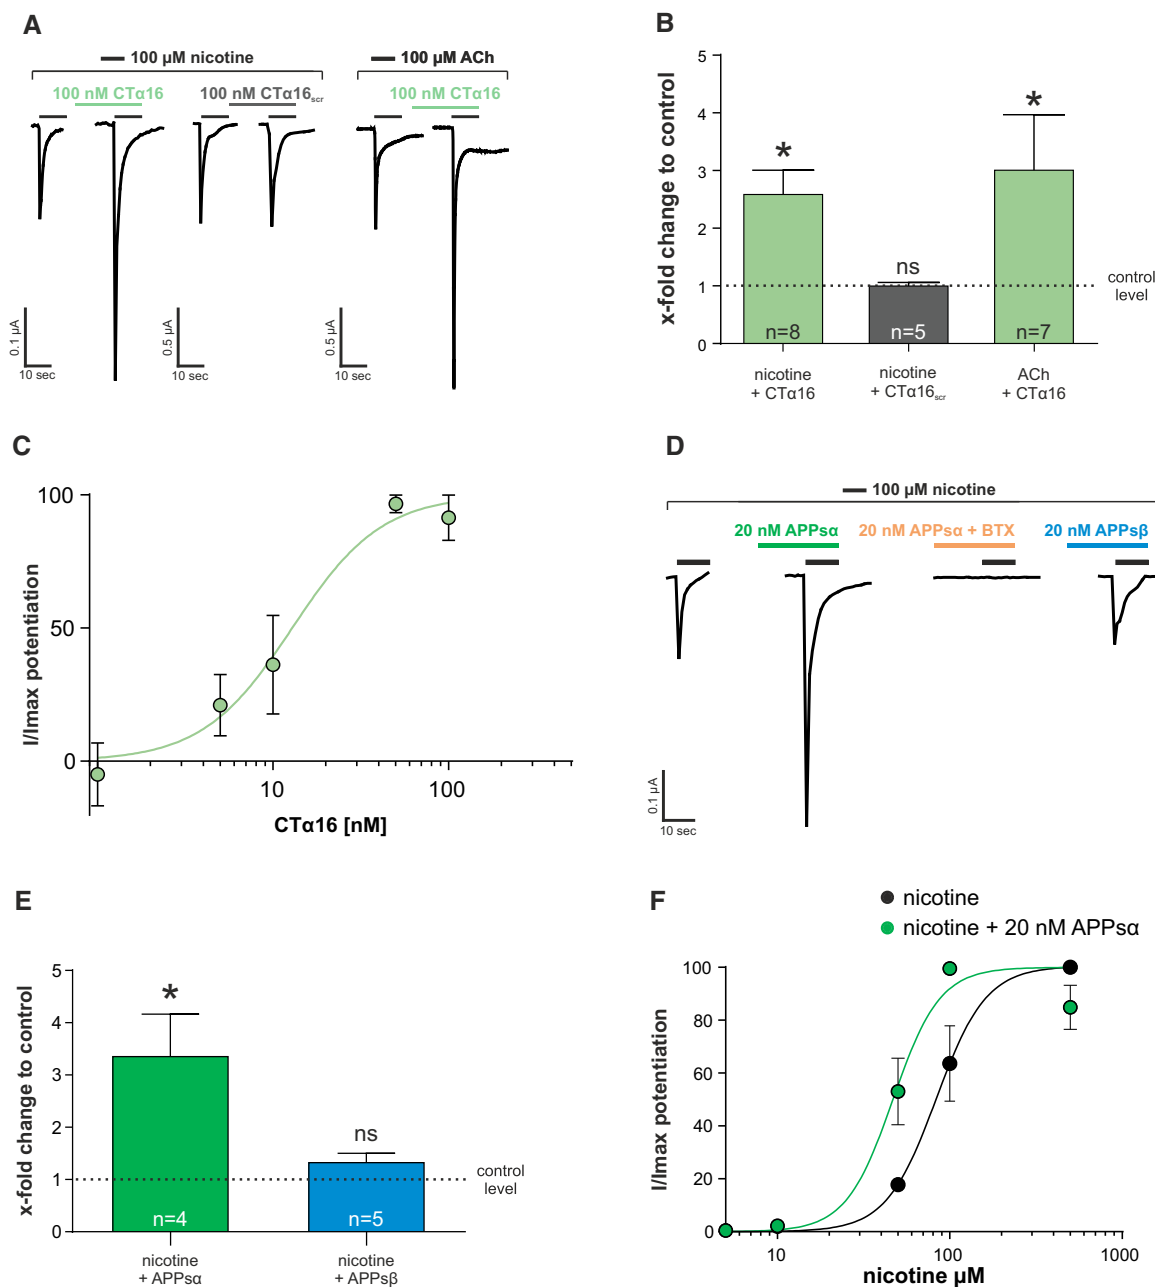 A
100 µM nicotine
100 µM ACh
100 nM CTα16
100 nM CTα16scr
100 nM CTα16
0.1 µA
10 sec
0.5 µA
10 sec
0.5 µA
10 sec
B
x-fold change to control
5
4
3
2
1
0
*
ns
*
control
level
n=8
n=5
n=7
nicotine
+ CTα16
nicotine
+ CTα16scr
ACh
+ CTα16
C
I/Imax potentiation
100
50
0
10
100
CTα16 [nM]
D
100 µM nicotine
20 nM APPsα
20 nM APPsα + BTX
20 nM APPsβ
0.1 µA
10 sec
E
x-fold change to control
5
4
3
2
1
0
*
ns
control
level
n=4
n=5
nicotine
+ APPsα
nicotine
+ APPsβ
F
nicotine
nicotine + 20 nM APPsα
I/Imax potentiation
100
80
60
40
20
0
10
100
1000
nicotine µM